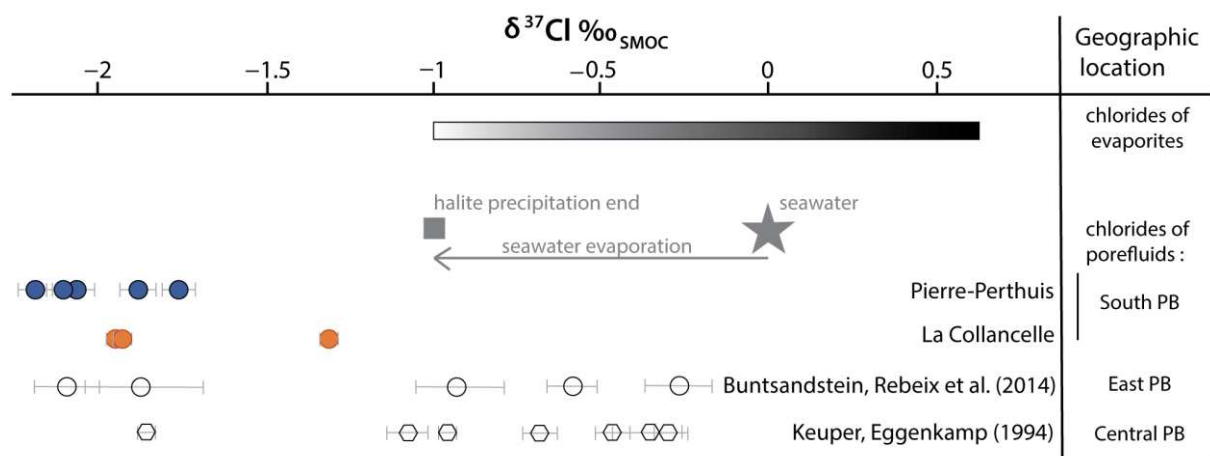 δ ³⁷Cl ‰SMOC
Geographic
location
−2
−1.5
−1
−0.5
0
0.5
chlorides of
evaporites
halite precipitation end
seawater
seawater evaporation
chlorides of
porefluids :
Pierre-Perthuis
South PB
La Collancelle
Buntsandstein, Rebeix et al. (2014)
East PB
Keuper, Eggenkamp (1994)
Central PB